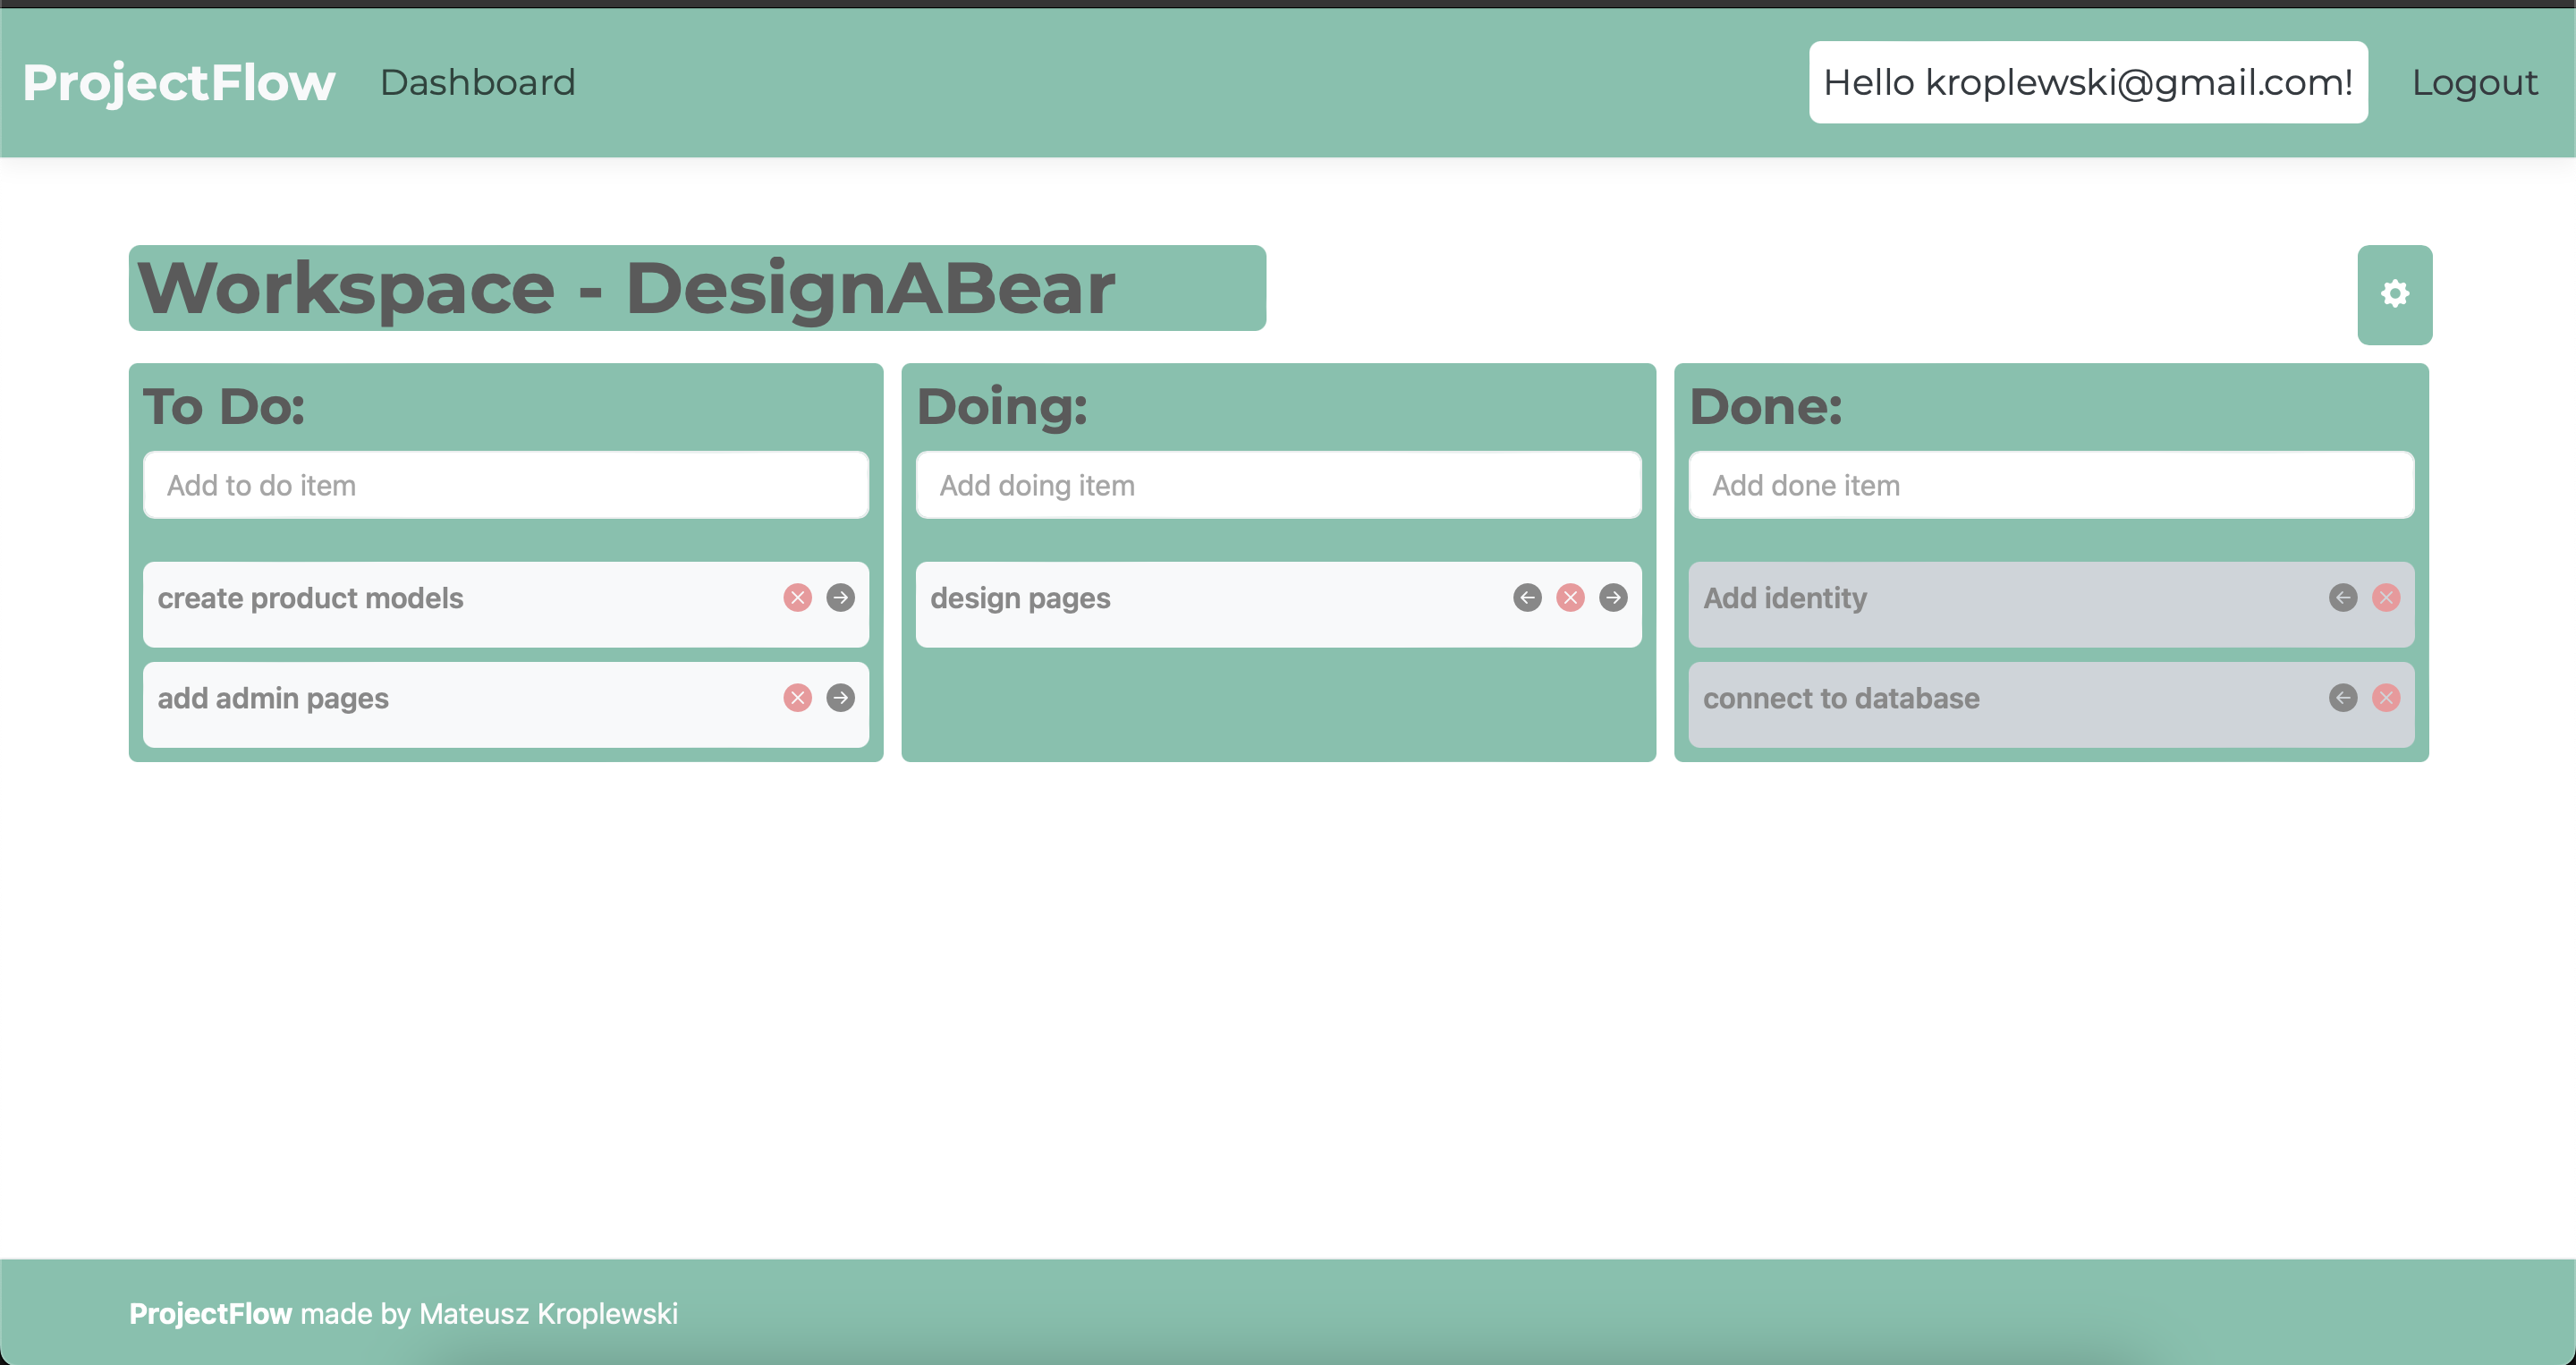 ProjectFlow Dashboard Hello kroplewski@gmail.com! Logout
Workspace - DesignABear
To Do:
Add to do item
create product models
add admin pages
Doing:
Add doing item
design pages
Done:
Add done item
Add identity
connect to database
ProjectFlow made by Mateusz Kroplewski